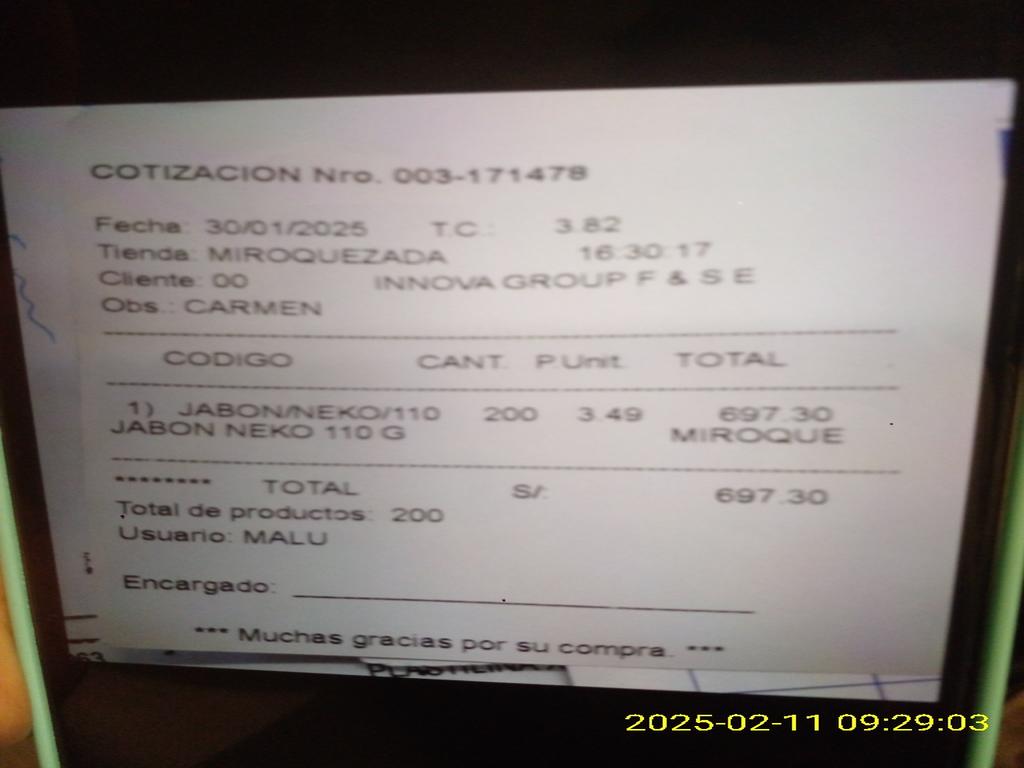 COTIZACION Nro. 003-171478
Fecha: 30/01/2025 T.C.: 3.82
Tienda: MIROQUEZADA 16:30:17
Cliente: 00 INNOVA GROUP F & S E
Obs.: CARMEN
CODIGO CANT. P.Unit. TOTAL
1) JABON/NEKO/110 200 3.49 697.30
JABON NEKO 110 G MIROQUE
******** TOTAL S/: 697.30
Total de productos: 200
Usuario: MALU
Encargado:
*** Muchas gracias por su compra. ***
63
2025-02-11 09:29:03